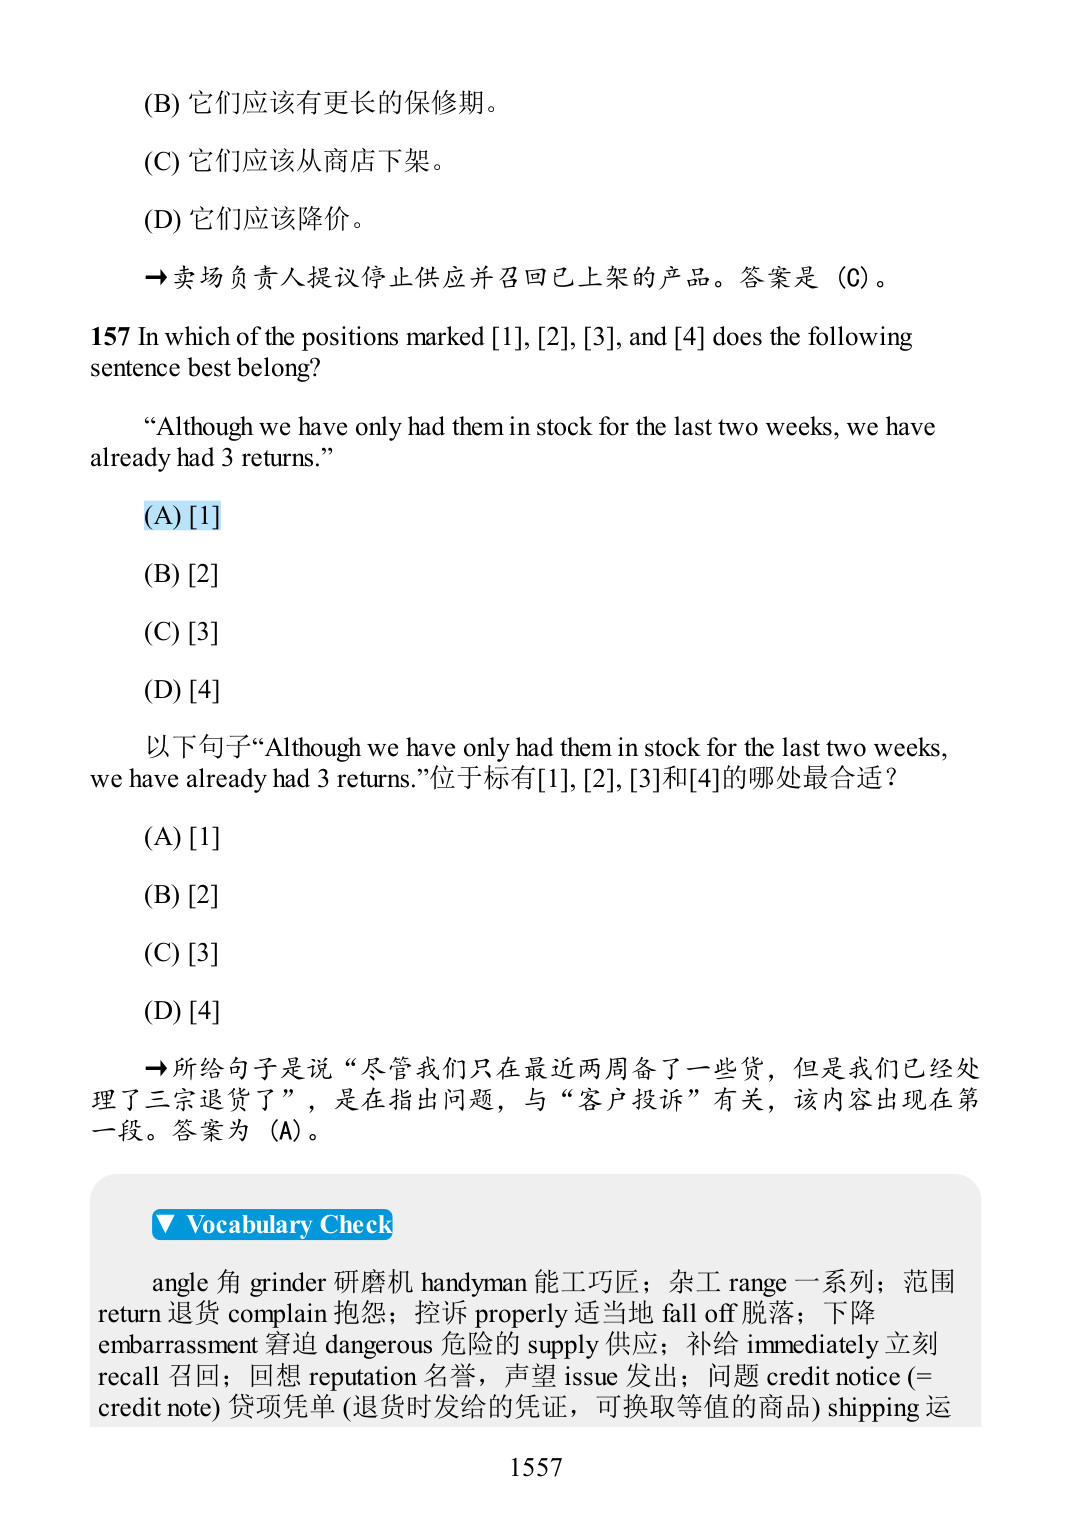 (B) 它们应该有更长的保修期。
(C) 它们应该从商店下架。
(D) 它们应该降价。
→卖场负责人提议停止供应并召回已上架的产品。答案是 (C)。
157 In which of the positions marked [1], [2], [3], and [4] does the following
sentence best belong?
“Although we have only had them in stock for the last two weeks, we have
already had 3 returns.”
(A) [1]
(B) [2]
(C) [3]
(D) [4]
以下句子“Although we have only had them in stock for the last two weeks,
we have already had 3 returns.”位于标有[1], [2], [3]和[4]的哪处最合适？
(A) [1]
(B) [2]
(C) [3]
(D) [4]
→所给句子是说“尽管我们只在最近两周备了一些货，但是我们已经处
理了三宗退货了”，是在指出问题，与“客户投诉”有关，该内容出现在第
一段。答案为 (A)。
▼ Vocabulary Check
angle 角 grinder 研磨机 handyman 能工巧匠；杂工 range 一系列；范围
return 退货 complain 抱怨；控诉 properly 适当地 fall off 脱落；下降
embarrassment 窘迫 dangerous 危险的 supply 供应；补给 immediately 立刻
recall 召回；回想 reputation 名誉，声望 issue 发出；问题 credit notice (=
credit note) 贷项凭单 (退货时发给的凭证，可换取等值的商品) shipping 运
1557